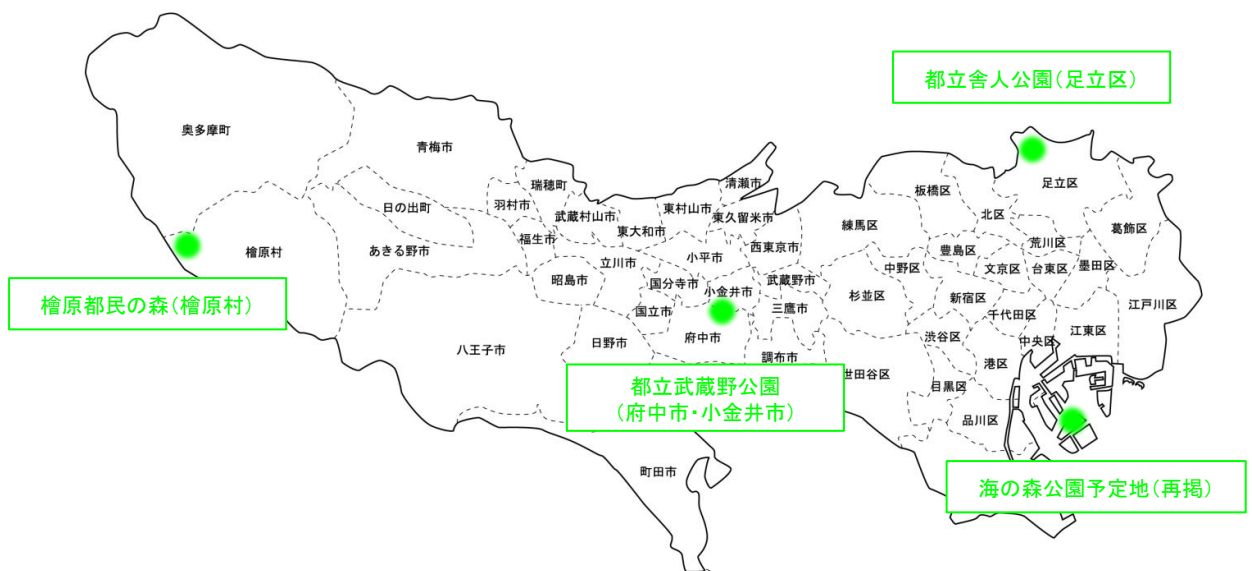 都立舎人公園(足立区)
奥多摩町
青梅市
瑞穂町
清瀬市
足立区
板橋区
羽村市
武蔵村山市
東村山市
東久留米市
日の出町
北区
練馬区
葛飾区
福生市
東大和市
西東京市
荒川区
檜原村
あきる野市
立川市
小平市
豊島区
文京区
台東区
墨田区
中野区
昭島市
国分寺市
小金井市
武蔵野市
杉並区
新宿区
江戸川区
檜原都民の森(檜原村)
国立市
三鷹市
千代田区
八王子市
日野市
府中市
渋谷区
中央区
江東区
調布市
港区
世田谷区
目黒区
都立武蔵野公園
(府中市・小金井市)
品川区
町田市
海の森公園予定地(再掲)